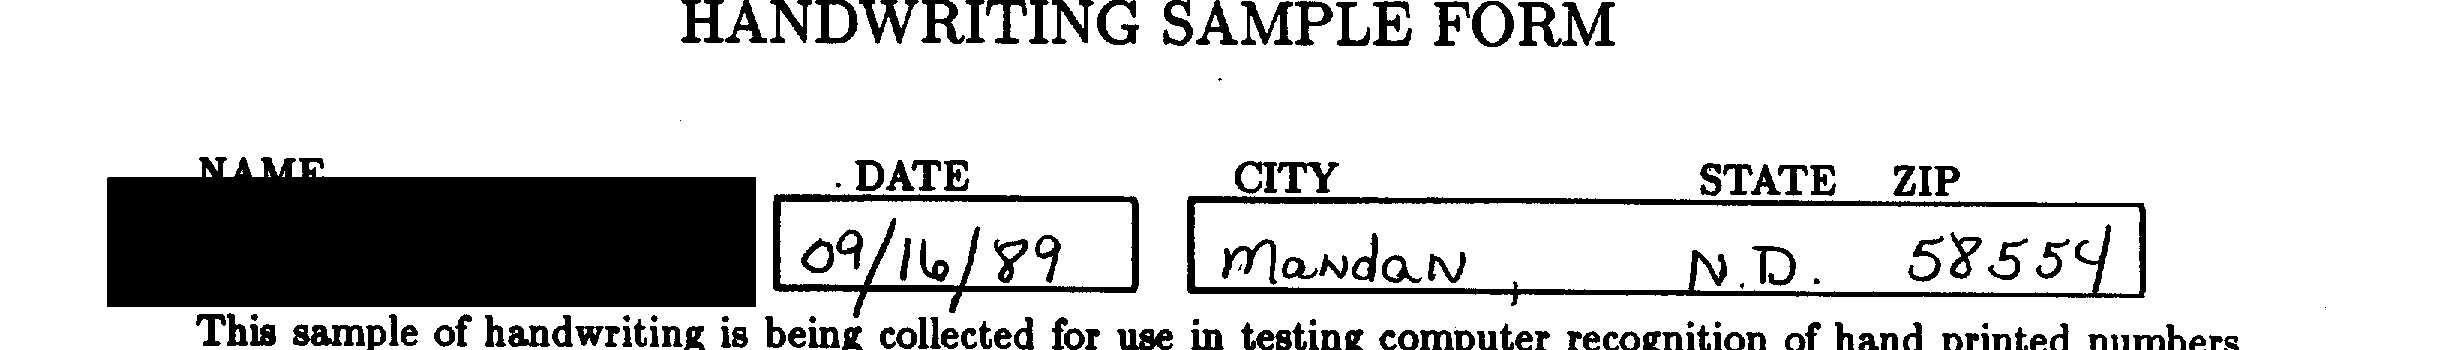 HANDWRITING SAMPLE FORM
NAME DATE CITY STATE ZIP
09/16/89 Mandan, N.D. 58554
This sample of handwriting is being collected for use in testing computer recognition of hand printed numbers